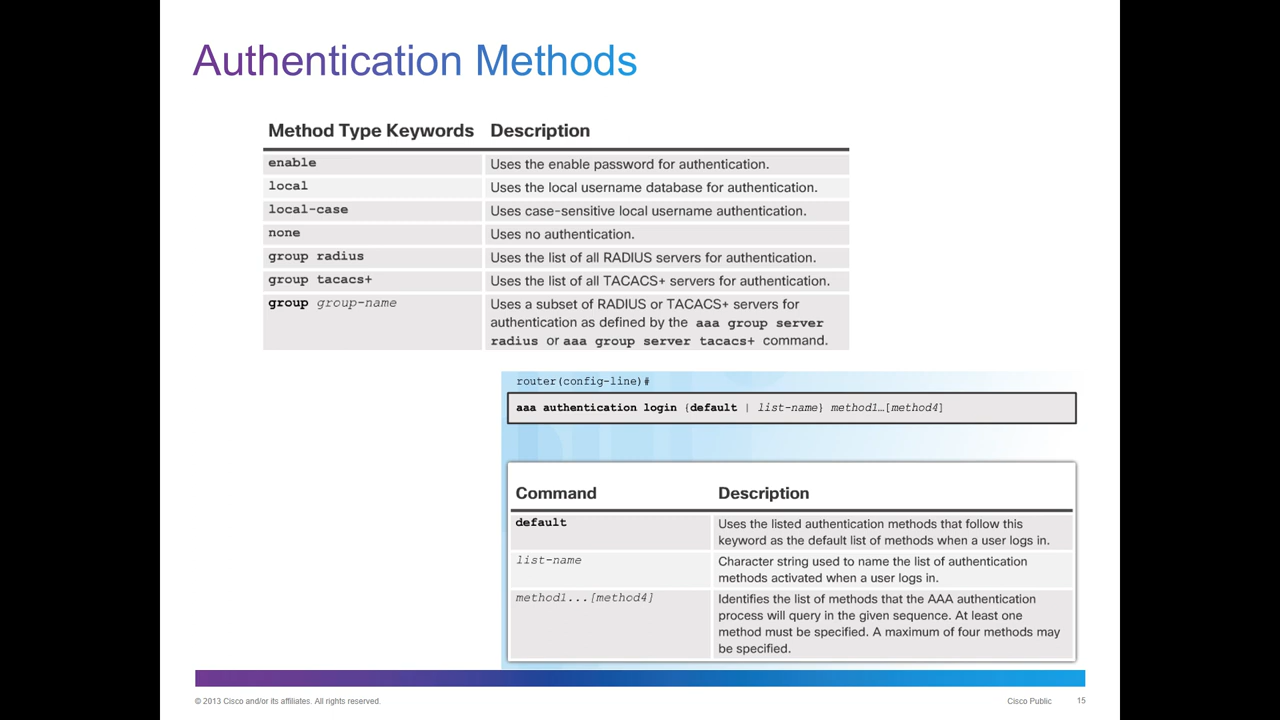 Authentication Methods
Method Type Keywords Description
enable Uses the enable password for authentication.
local Uses the local username database for authentication.
local-case Uses case-sensitive local username authentication.
none Uses no authentication.
group radius Uses the list of all RADIUS servers for authentication.
group tacacs+ Uses the list of all TACACS+ servers for authentication.
group group-name Uses a subset of RADIUS or TACACS+ servers for
authentication as defined by the aaa group server
radius or aaa group server tacacs+ command.
router(config-line)#
aaa authentication login {default | list-name} method1…[method4]
Command Description
default Uses the listed authentication methods that follow this
keyword as the default list of methods when a user logs in.
list-name Character string used to name the list of authentication
methods activated when a user logs in.
method1...[method4] Identifies the list of methods that the AAA authentication
process will query in the given sequence. At least one
method must be specified. A maximum of four methods may
be specified.
© 2013 Cisco and/or its affiliates. All rights reserved. Cisco Public 15